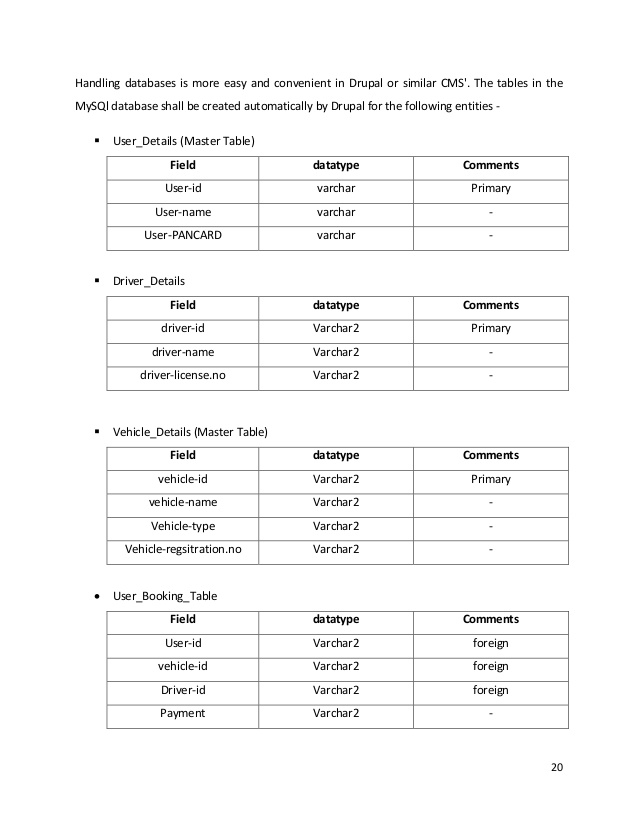 Handling databases is more easy and convenient in Drupal or similar CMS'. The tables in the
MySQl database shall be created automatically by Drupal for the following entities -
▪ User_Details (Master Table)
Field datatype Comments
User-id varchar Primary
User-name varchar -
User-PANCARD varchar -
▪ Driver_Details
Field datatype Comments
driver-id Varchar2 Primary
driver-name Varchar2 -
driver-license.no Varchar2 -
▪ Vehicle_Details (Master Table)
Field datatype Comments
vehicle-id Varchar2 Primary
vehicle-name Varchar2 -
Vehicle-type Varchar2 -
Vehicle-regsitration.no Varchar2 -
• User_Booking_Table
Field datatype Comments
User-id Varchar2 foreign
vehicle-id Varchar2 foreign
Driver-id Varchar2 foreign
Payment Varchar2 -
20